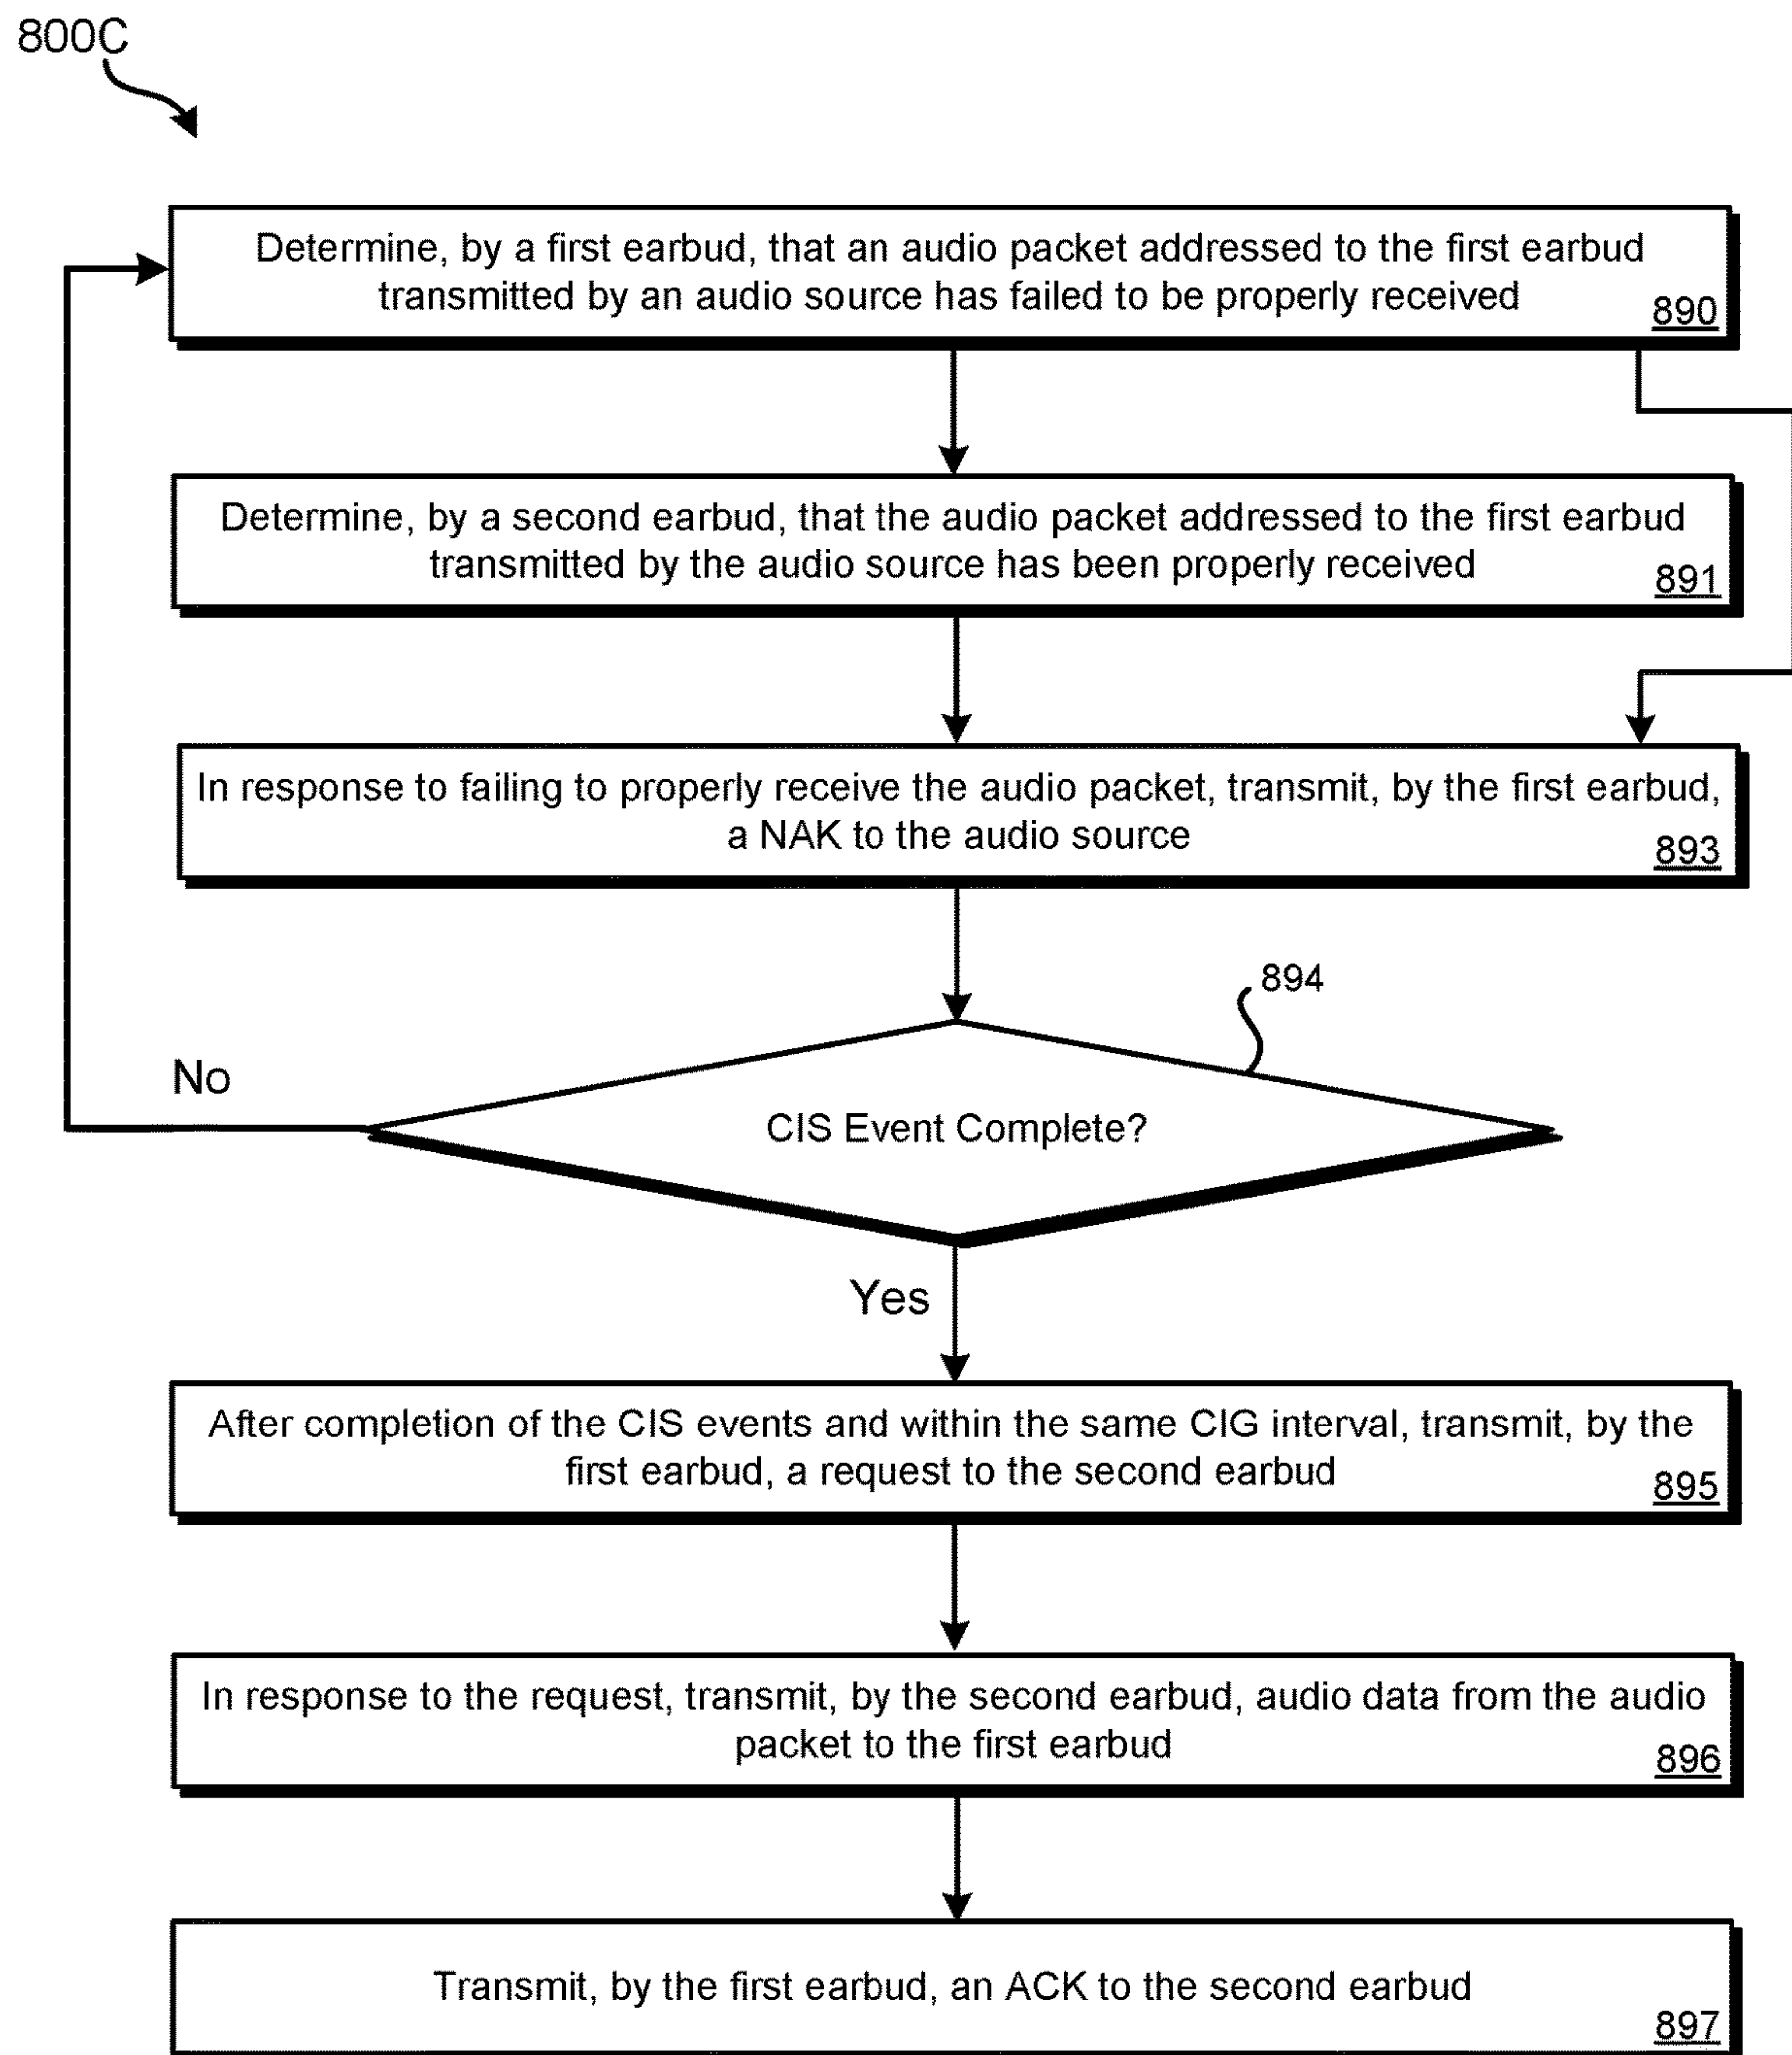 800C
Determine, by a first earbud, that an audio packet addressed to the first earbud
transmitted by an audio source has failed to be properly received
890
Determine, by a second earbud, that the audio packet addressed to the first earbud
transmitted by the audio source has been properly received
891
In response to failing to properly receive the audio packet, transmit, by the first earbud,
a NAK to the audio source
893
894
No
CIS Event Complete?
Yes
After completion of the CIS events and within the same CIG interval, transmit, by the
first earbud, a request to the second earbud
895
In response to the request, transmit, by the second earbud, audio data from the audio
packet to the first earbud
896
Transmit, by the first earbud, an ACK to the second earbud
897